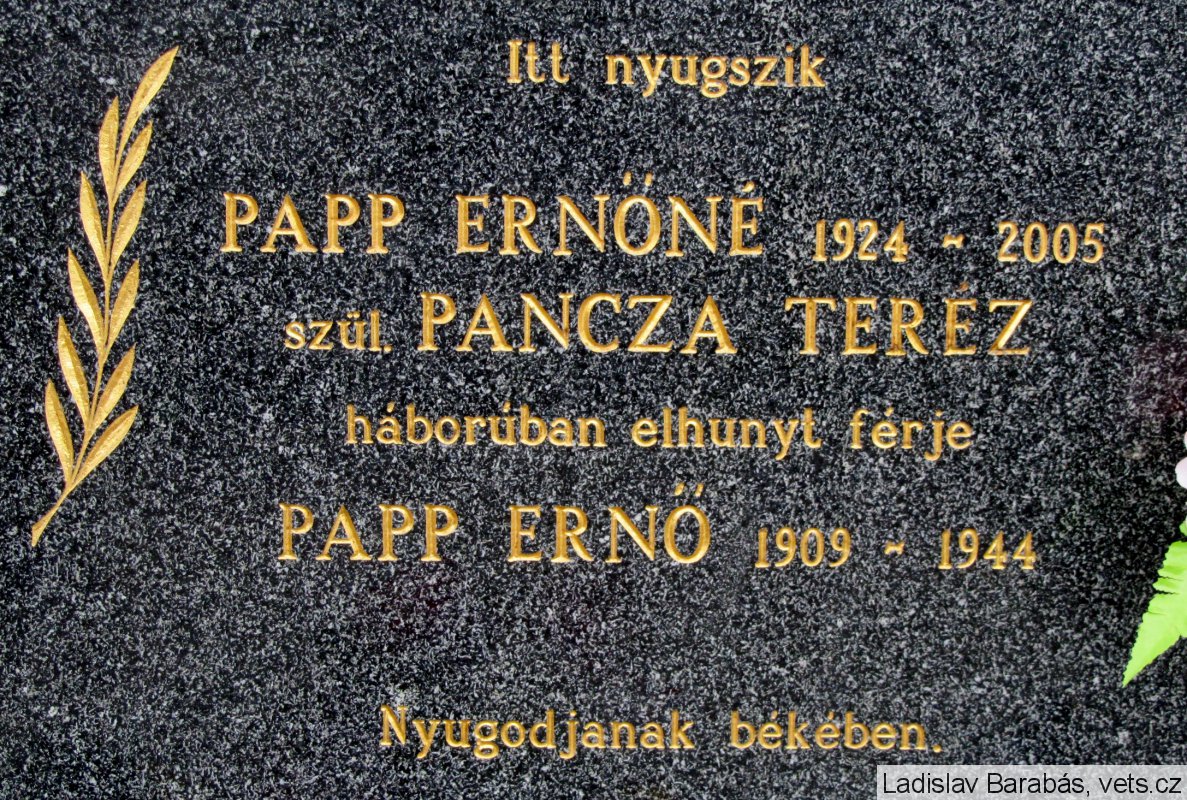 Itt nyugszik
PAPP ERNŐNÉ 1924 ~ 2005
szül. PANCZA TERÉZ
háborúban elhunyt férje
PAPP ERNŐ 1909 ~ 1944
Nyugodjanak békében.
Ladislav Barabás, vets.cz